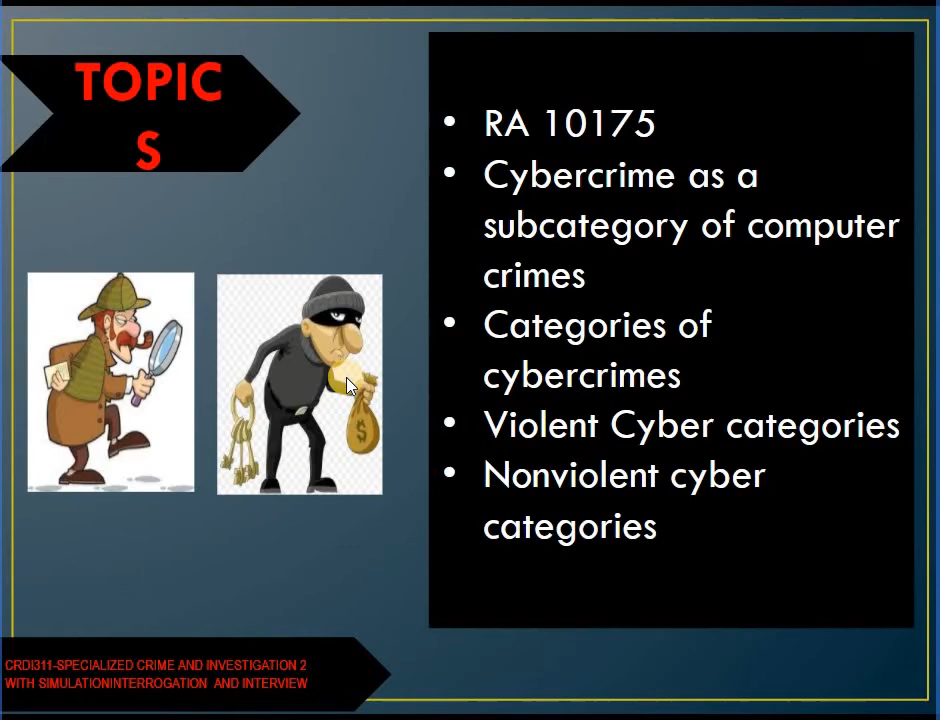 TOPIC
S
• RA 10175
• Cybercrime as a
subcategory of computer
crimes
• Categories of
cybercrimes
• Violent Cyber categories
• Nonviolent cyber
categories
$
CRDI311-SPECIALIZED CRIME AND INVESTIGATION 2
WITH SIMULATIONINTERROGATION AND INTERVIEW